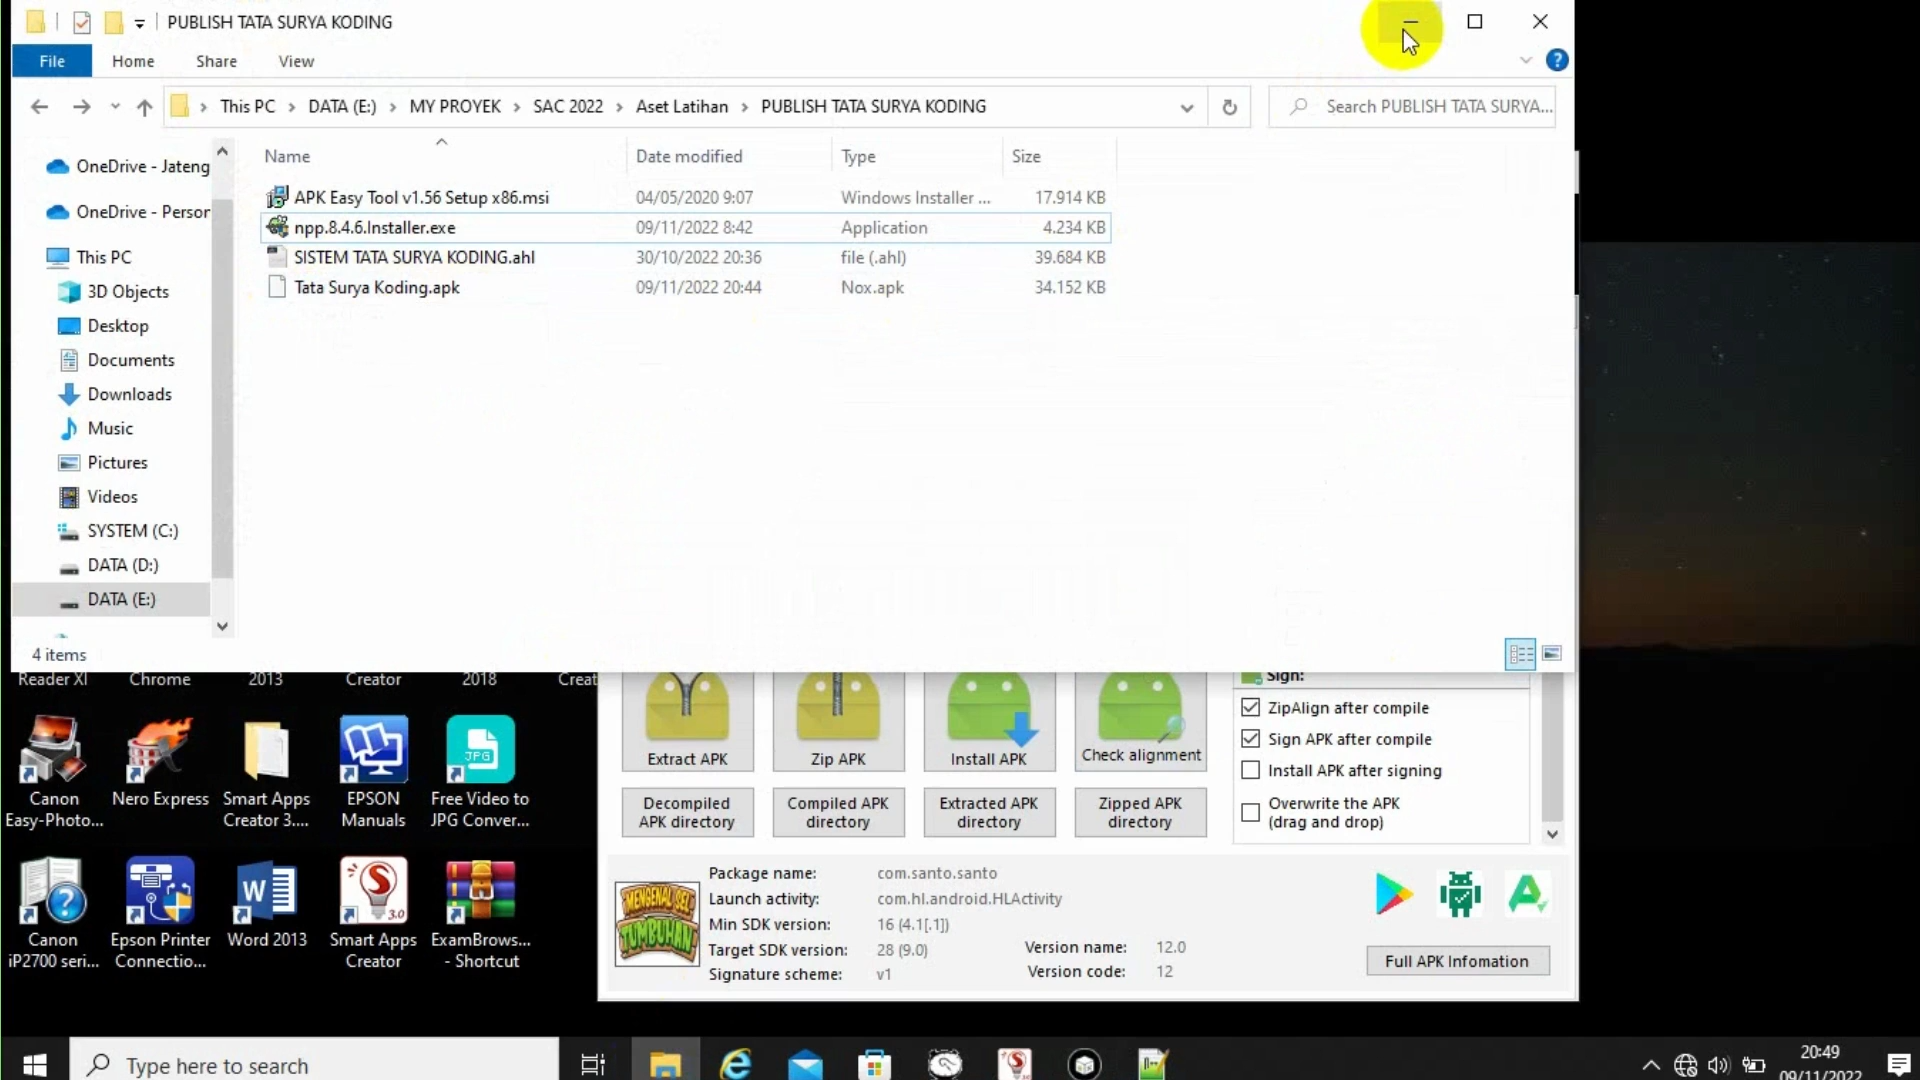 PUBLISH TATA SURYA KODING
File
Home
Share
View
This PC
DATA (E:)
MY PROYEK
SAC 2022
Aset Latihan
PUBLISH TATA SURYA KODING
Search PUBLISH TATA SURYA...
Name
Date modified
Type
Size
APK Easy Tool v1.56 Setup x86.msi 04/05/2020 9:07 Windows Installer ... 17.914 KB
npp.8.4.6.Installer.exe 09/11/2022 8:42 Application 4.234 KB
SISTEM TATA SURYA KODING.ahl 30/10/2022 20:36 file (.ahl) 39.684 KB
Tata Surya Koding.apk 09/11/2022 20:44 Nox.apk 34.152 KB
OneDrive - Jateng
OneDrive - Person
This PC
3D Objects
Desktop
Documents
Downloads
Music
Pictures
Videos
SYSTEM (C:)
DATA (D:)
DATA (E:)
4 items
Reader XI
Chrome
2013
Creator
2018
Creat
Canon
Easy-Photo...
Nero Express
Smart Apps
Creator 3....
EPSON
Manuals
JPG
Free Video to
JPG Conver...
Canon
iP2700 seri...
Epson Printer
Connectio...
Word 2013
3.0
Smart Apps
Creator
ExamBrows...
- Shortcut
Extract APK
Zip APK
Install APK
Check alignment
Decompiled
APK directory
Compiled APK
directory
Extracted APK
directory
Zipped APK
directory
Sign:
ZipAlign after compile
Sign APK after compile
Install APK after signing
Overwrite the APK
(drag and drop)
MENGENAL SEL
TUMBUHAN
Package name: com.santo.santo
Launch activity: com.hl.android.HLActivity
Min SDK version: 16 (4.1[.1])
Target SDK version: 28 (9.0)
Signature scheme: v1
Version name: 12.0
Version code: 12
Full APK Infomation
Type here to search
20:49
09/11/2022